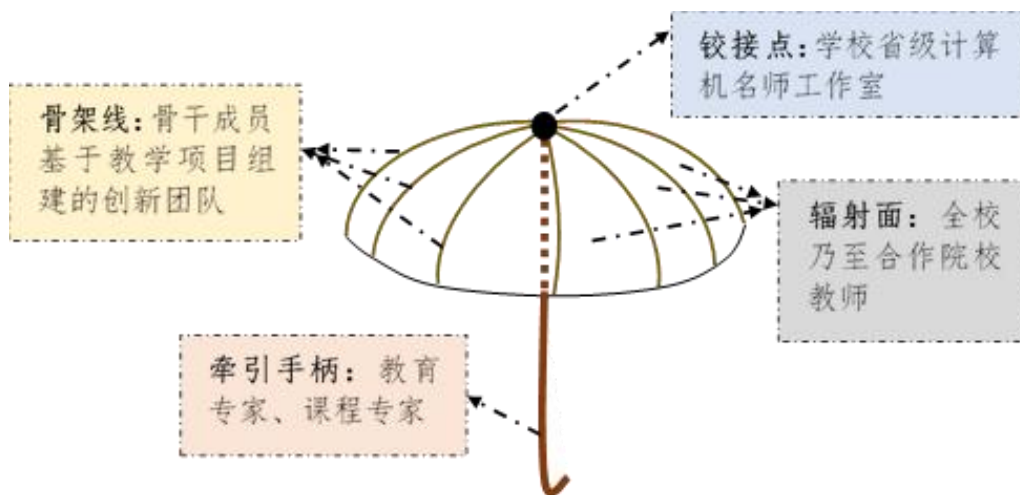 铰接点：学校省级计算
机名师工作室
骨架线：骨干成员
基于教学项目组
建的创新团队
辐射面：全校
乃至合作院校
教师
牵引手柄：教育
专家、课程专家